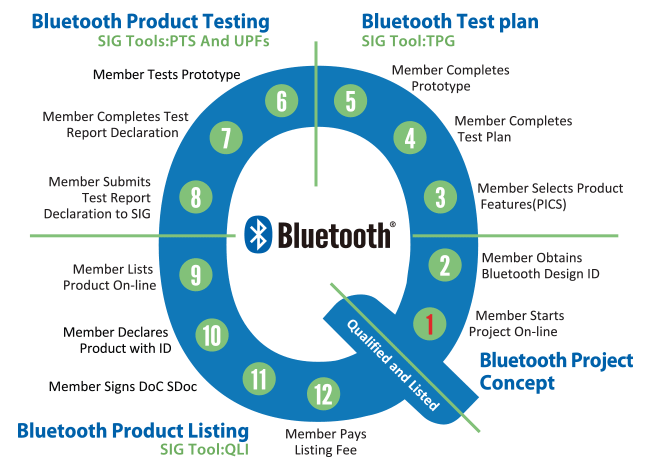 Bluetooth Product Testing
SIG Tools:PTS And UPFs
Bluetooth Test plan
SIG Tool:TPG
Member Tests Prototype
6
5
Member Completes
Prototype
Member Completes Test
Report Declaration
7
4
Member Completes
Test Plan
Member Submits
Test Report
Declaration to SIG
8
3
Member Selects Product
Features(PICS)
Bluetooth®
Member Lists
Product On-line
9
2
Member Obtains
Bluetooth Design ID
Member Declares
Product with ID
10
1
Member Starts
Project On-line
Qualified and Listed
Bluetooth Project
Concept
Member Signs DoC SDoc
11
12
Bluetooth Product Listing
SIG Tool:QLI
Member Pays
Listing Fee